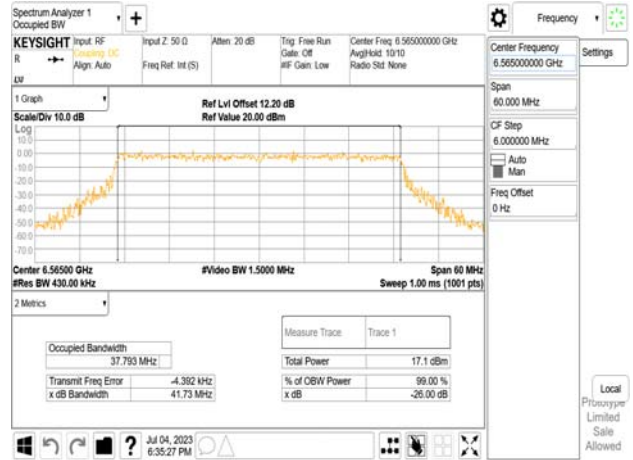 Spectrum Analyzer 1
Occupied BW
Frequency
KEYSIGHT
Input: RF
Coupling: DC
Align: Auto
Input Z: 50 Ω
Freq Ref: Int (S)
Atten: 20 dB
Trig: Free Run
Gate: Off
#IF Gain: Low
Center Freq: 6.565000000 GHz
Avg|Hold: 10/10
Radio Std: None
R
LXI
1 Graph
Scale/Div 10.0 dB
Ref Lvl Offset 12.20 dB
Ref Value 20.00 dBm
Log
10.0
0.00
-10.0
-20.0
-30.0
-40.0
-50.0
-60.0
-70.0
Center 6.56500 GHz
#Res BW 430.00 kHz
#Video BW 1.5000 MHz
Span 60 MHz
Sweep 1.00 ms (1001 pts)
2 Metrics
Measure Trace
Trace 1
Occupied Bandwidth
37.793 MHz
Total Power
17.1 dBm
Transmit Freq Error
-4.392 kHz
% of OBW Power
99.00 %
x dB Bandwidth
41.73 MHz
x dB
-26.00 dB
Jul 04, 2023
6:35:27 PM
Center Frequency
6.565000000 GHz
Settings
Span
60.000 MHz
CF Step
6.000000 MHz
Auto
Man
Freq Offset
0 Hz
Local
Prototype
Limited
Sale
Allowed